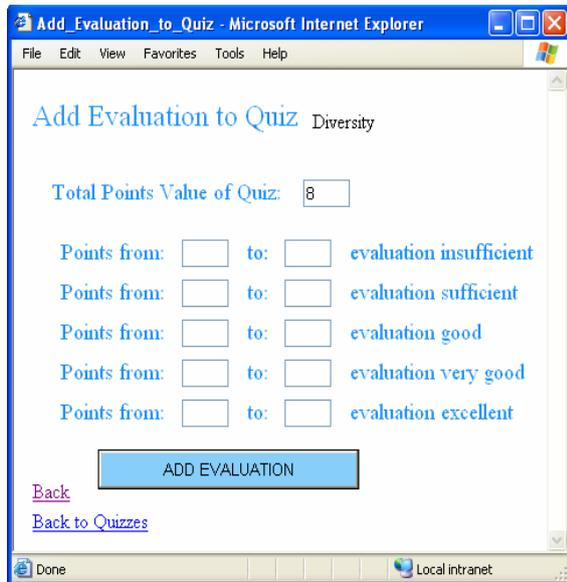 Add_Evaluation_to_Quiz - Microsoft Internet Explorer
File Edit View Favorites Tools Help
Add Evaluation to Quiz Diversity
Total Points Value of Quiz: 8
Points from: to: evaluation insufficient
Points from: to: evaluation sufficient
Points from: to: evaluation good
Points from: to: evaluation very good
Points from: to: evaluation excellent
ADD EVALUATION
Back
Back to Quizzes
Done Local intranet